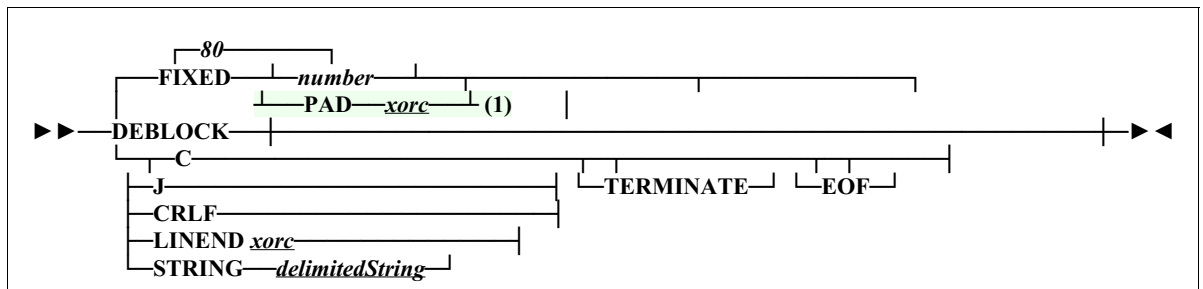 80
FIXED number
PAD xorc (1)
DEBLOCK
C
J TERMINATE EOF
CRLF
LINEND xorc
STRING delimitedString